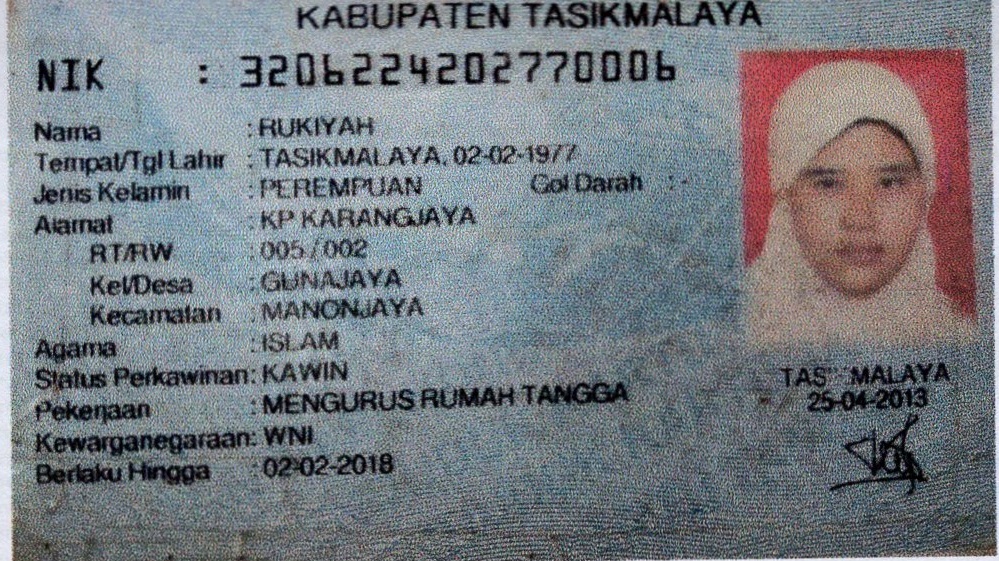 KABUPATEN TASIKMALAYA
NIK : 3206224202770006
Nama : RUKIYAH
Tempat/Tgl Lahir : TASIKMALAYA, 02-02-1977
Jenis Kelamin : PEREMPUAN Gol Darah : -
Alamat : KP KARANGJAYA
RT/RW : 005/002
Kel/Desa : GUNAJAYA
Kecamatan : MANONJAYA
Agama : ISLAM
Status Perkawinan: KAWIN
Pekerjaan : MENGURUS RUMAH TANGGA
Kewarganegaraan: WNI
Berlaku Hingga : 02-02-2018
TAS MALAYA
25-04-2013